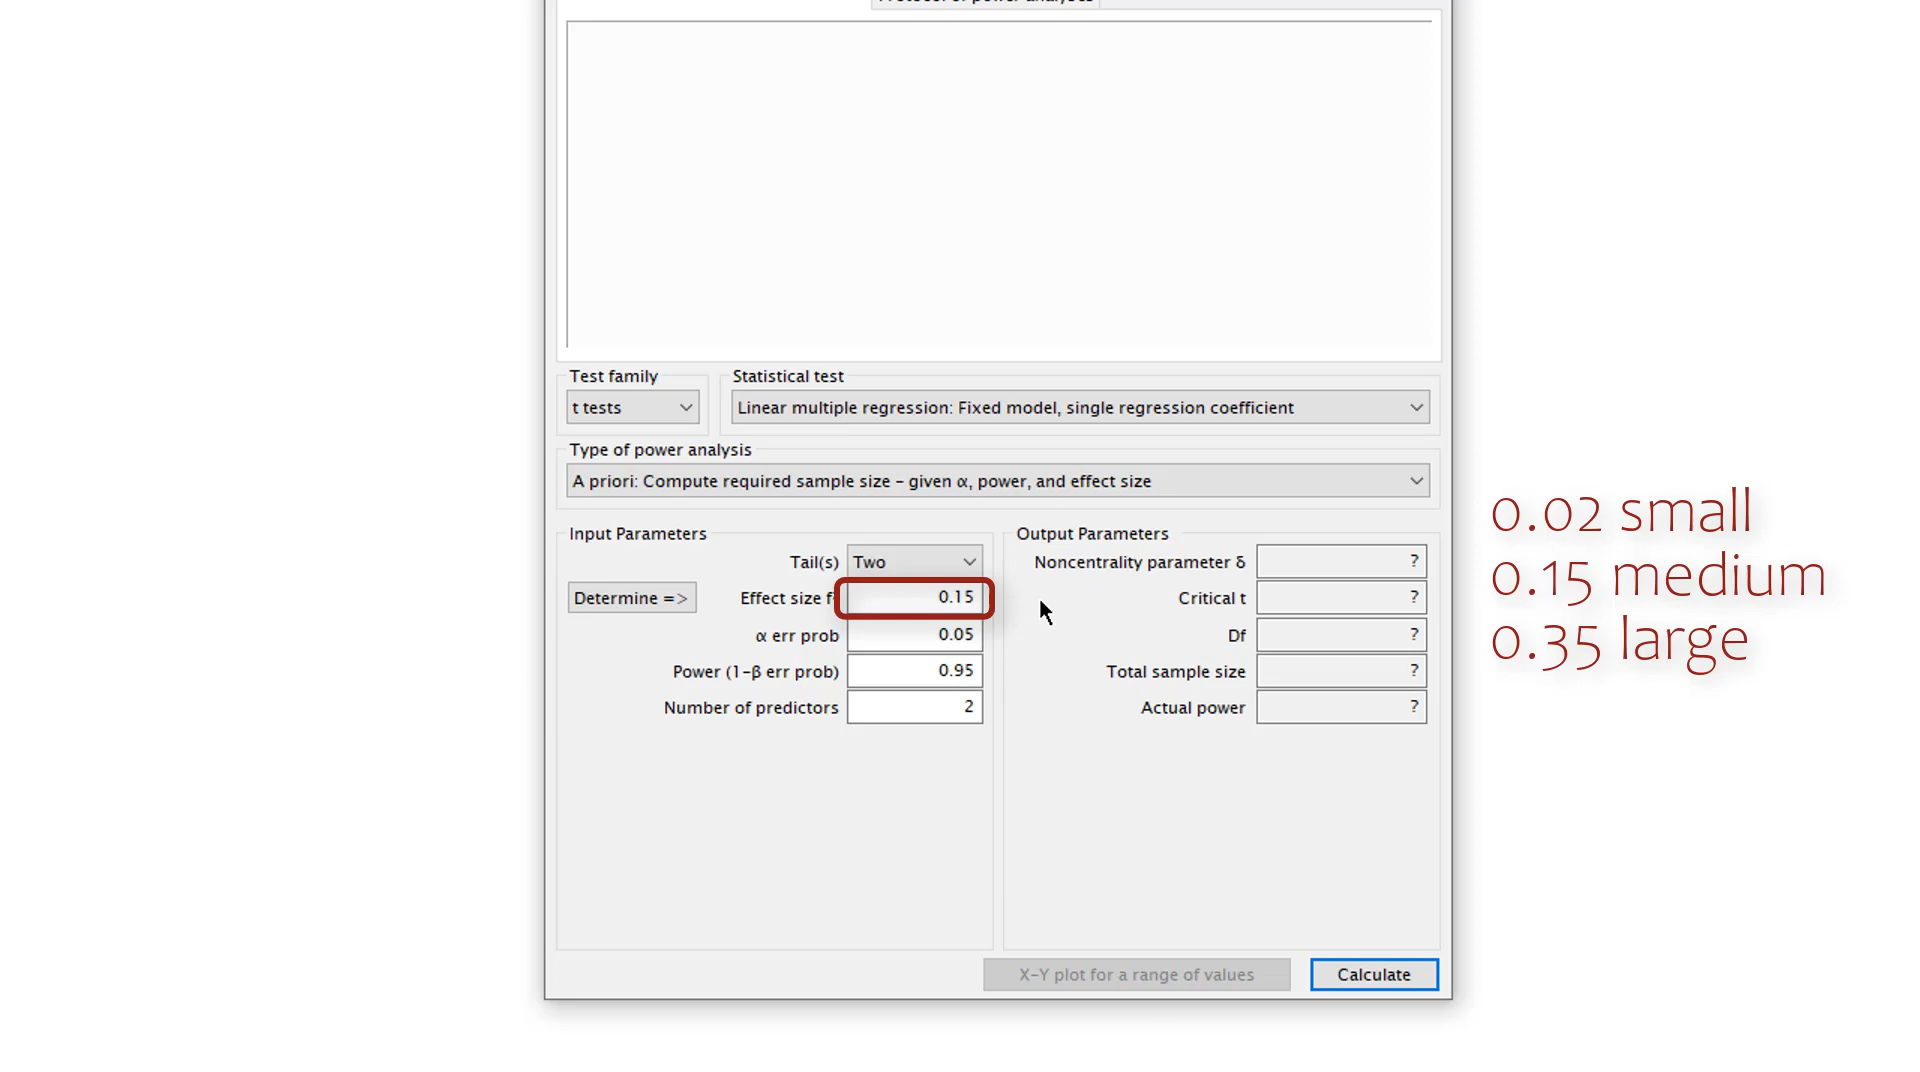 Protocol of power analyses
Test family
Statistical test
t tests
Linear multiple regression: Fixed model, single regression coefficient
Type of power analysis
A priori: Compute required sample size – given α, power, and effect size
Input Parameters
Output Parameters
Tail(s) Two
Noncentrality parameter δ ?
Determine => Effect size f² 0.15
Critical t ?
α err prob 0.05
Df ?
Power (1–β err prob) 0.95
Total sample size ?
Number of predictors 2
Actual power ?
X–Y plot for a range of values
Calculate
0.02 small
0.15 medium
0.35 large